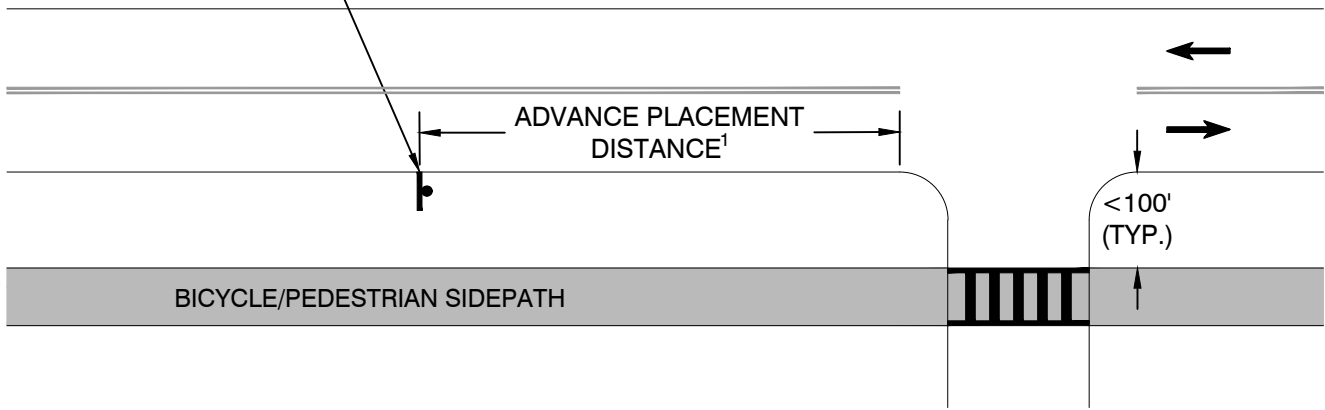 ADVANCE PLACEMENT
DISTANCE¹
<100'
(TYP.)
BICYCLE/PEDESTRIAN SIDEPATH